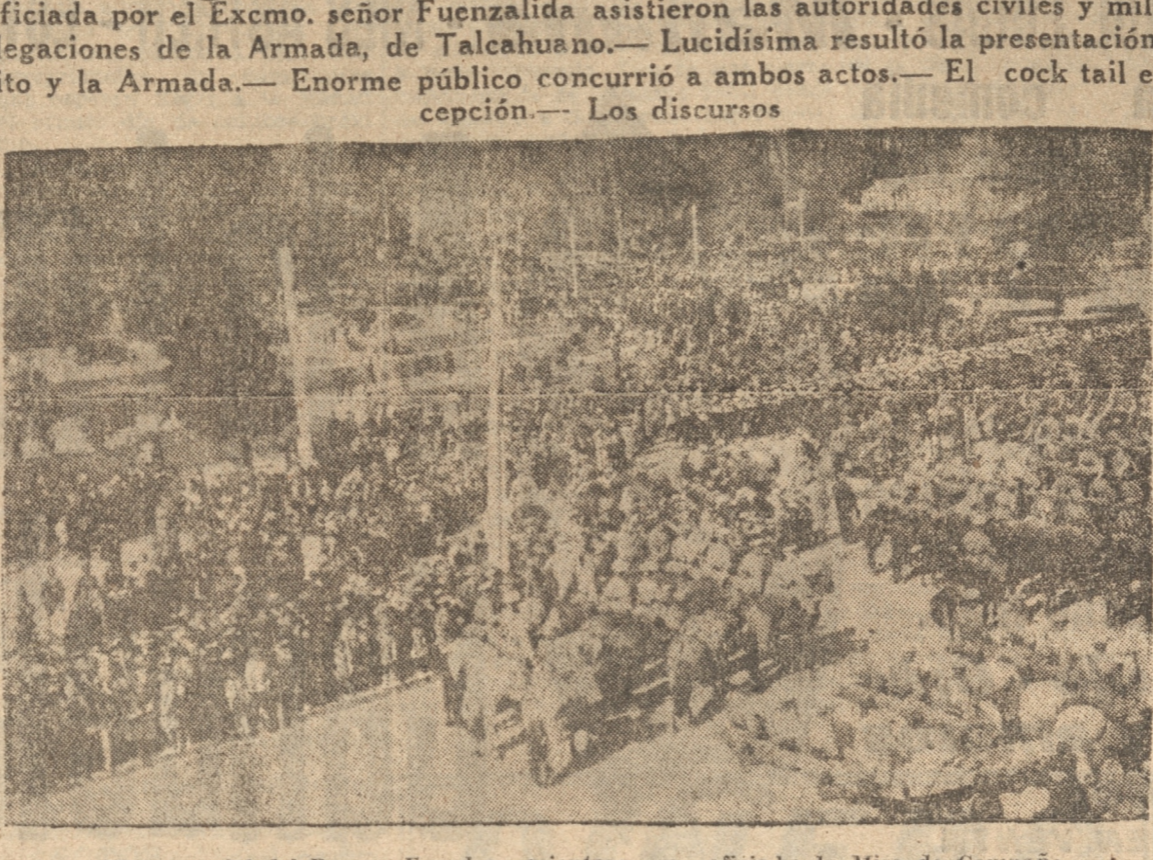 ficiada por el Excmo. señor Fuenzalida asistieron las autoridades civiles y mil
legaciones de la Armada, de Talcahuano.— Lucidísima resultó la presentación
ito y la Armada.— Enorme público concurrió a ambos actos.— El cock tail e
cepción.— Los discursos